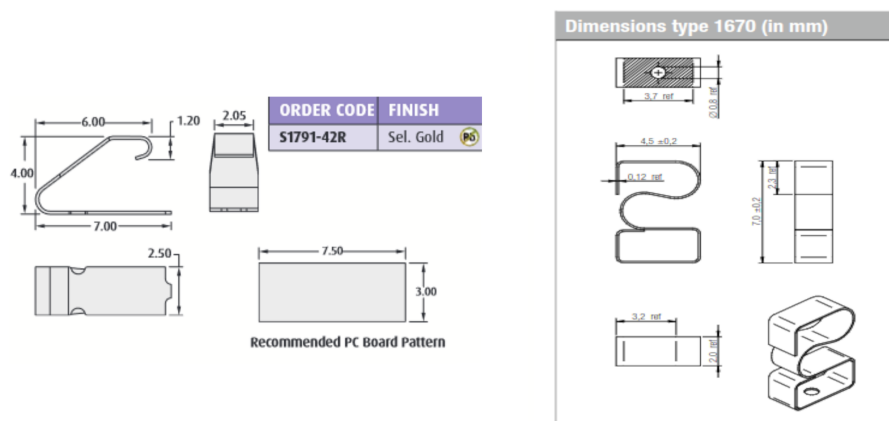 ORDER CODE FINISH
S1791-42R Sel. Gold Pb
6.00
1.20
2.05
4.00
7.00
2.50
7.50
3.00
Recommended PC Board Pattern
Dimensions type 1670 (in mm)
3,7 ref
Ø 0,8 ref
4,5 ±0,2
0,12 ref
2,3 ref
7,0 ±0,2
3,2 ref
2,0 ref